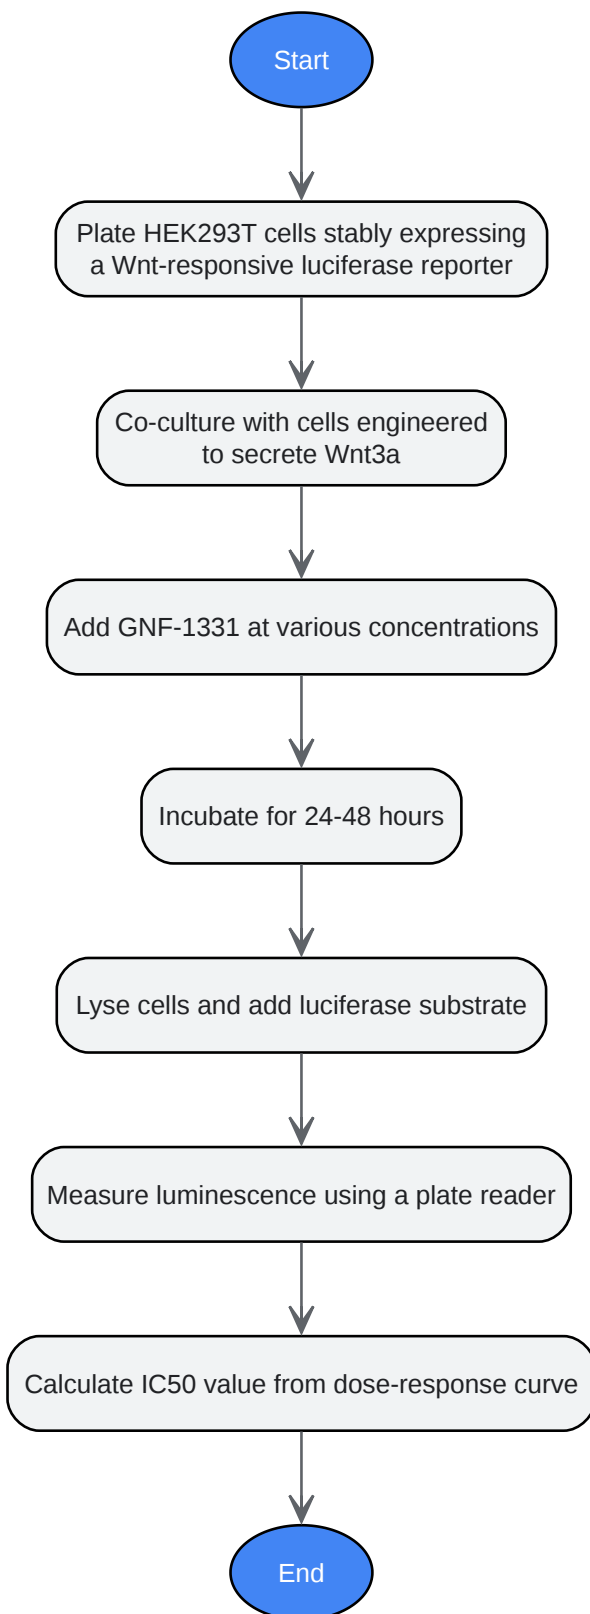 Start
Plate HEK293T cells stably expressing
a Wnt-responsive luciferase reporter
Co-culture with cells engineered
to secrete Wnt3a
Add GNF-1331 at various concentrations
Incubate for 24-48 hours
Lyse cells and add luciferase substrate
Measure luminescence using a plate reader
Calculate IC50 value from dose-response curve
End